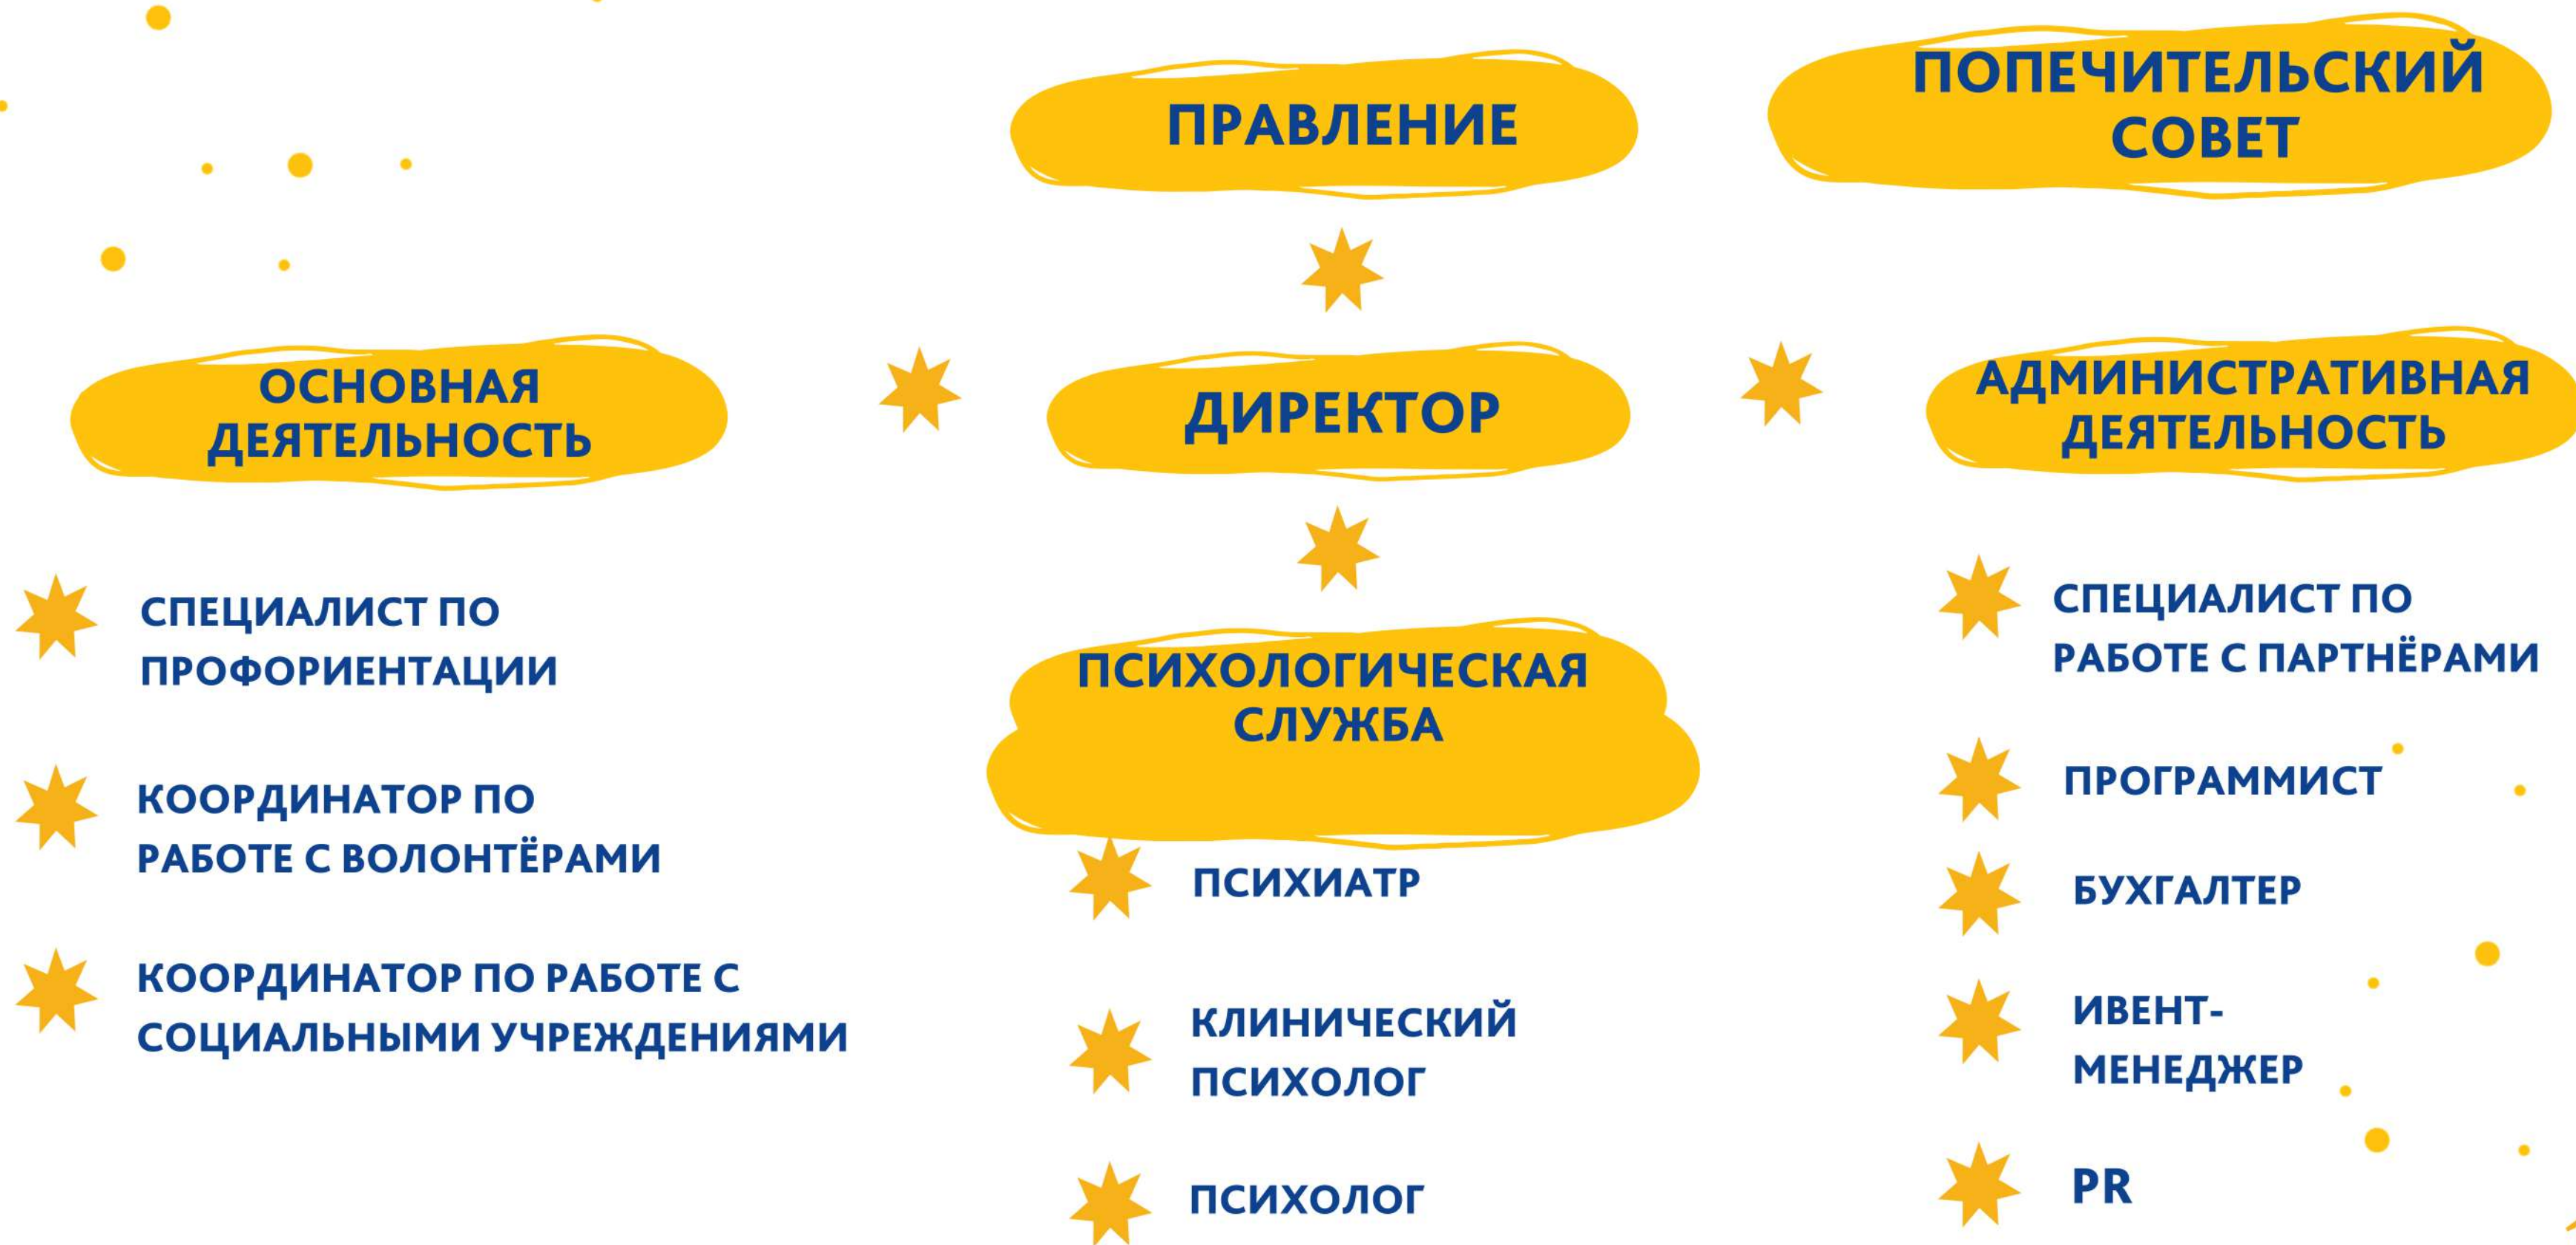 ПРАВЛЕНИЕ
ПОПЕЧИТЕЛЬСКИЙ
СОВЕТ
ОСНОВНАЯ
ДЕЯТЕЛЬНОСТЬ
ДИРЕКТОР
АДМИНИСТРАТИВНАЯ
ДЕЯТЕЛЬНОСТЬ
СПЕЦИАЛИСТ ПО
ПРОФОРИЕНТАЦИИ
КООРДИНАТОР ПО
РАБОТЕ С ВОЛОНТЁРАМИ
КООРДИНАТОР ПО РАБОТЕ С
СОЦИАЛЬНЫМИ УЧРЕЖДЕНИЯМИ
ПСИХОЛОГИЧЕСКАЯ
СЛУЖБА
ПСИХИАТР
КЛИНИЧЕСКИЙ
ПСИХОЛОГ
ПСИХОЛОГ
СПЕЦИАЛИСТ ПО
РАБОТЕ С ПАРТНЁРАМИ
ПРОГРАММИСТ
БУХГАЛТЕР
ИВЕНТ-
МЕНЕДЖЕР
PR